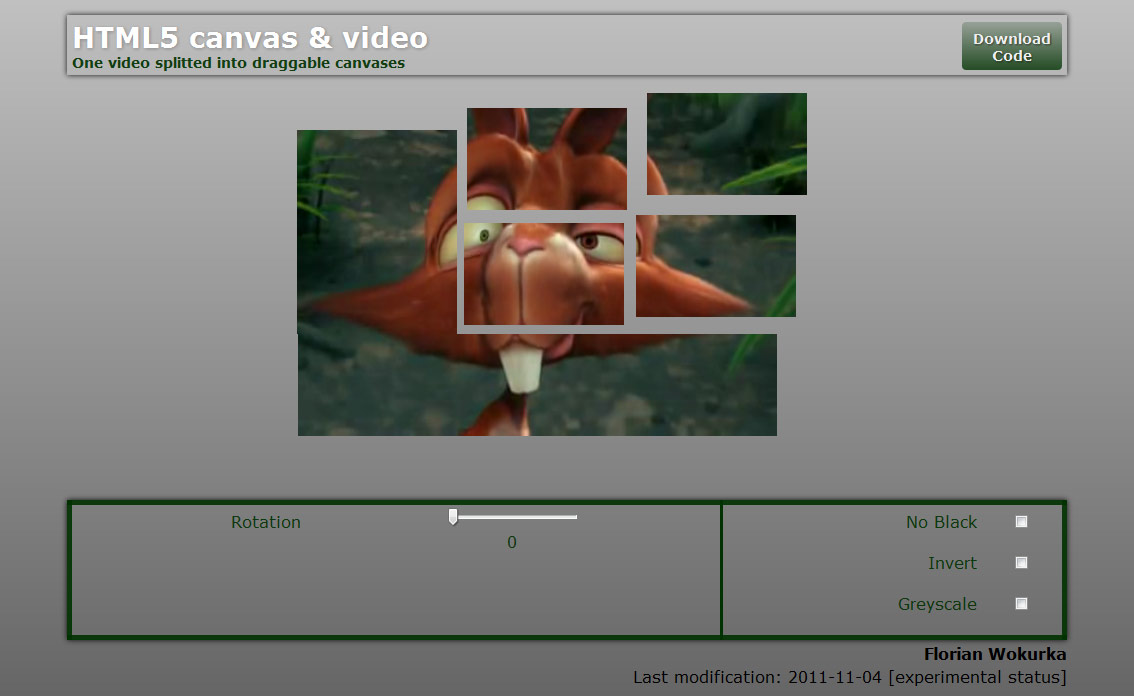 HTML5 canvas & video
One video splitted into draggable canvases
Download
Code
Rotation
0
No Black
Invert
Greyscale
Florian Wokurka
Last modification: 2011-11-04 [experimental status]